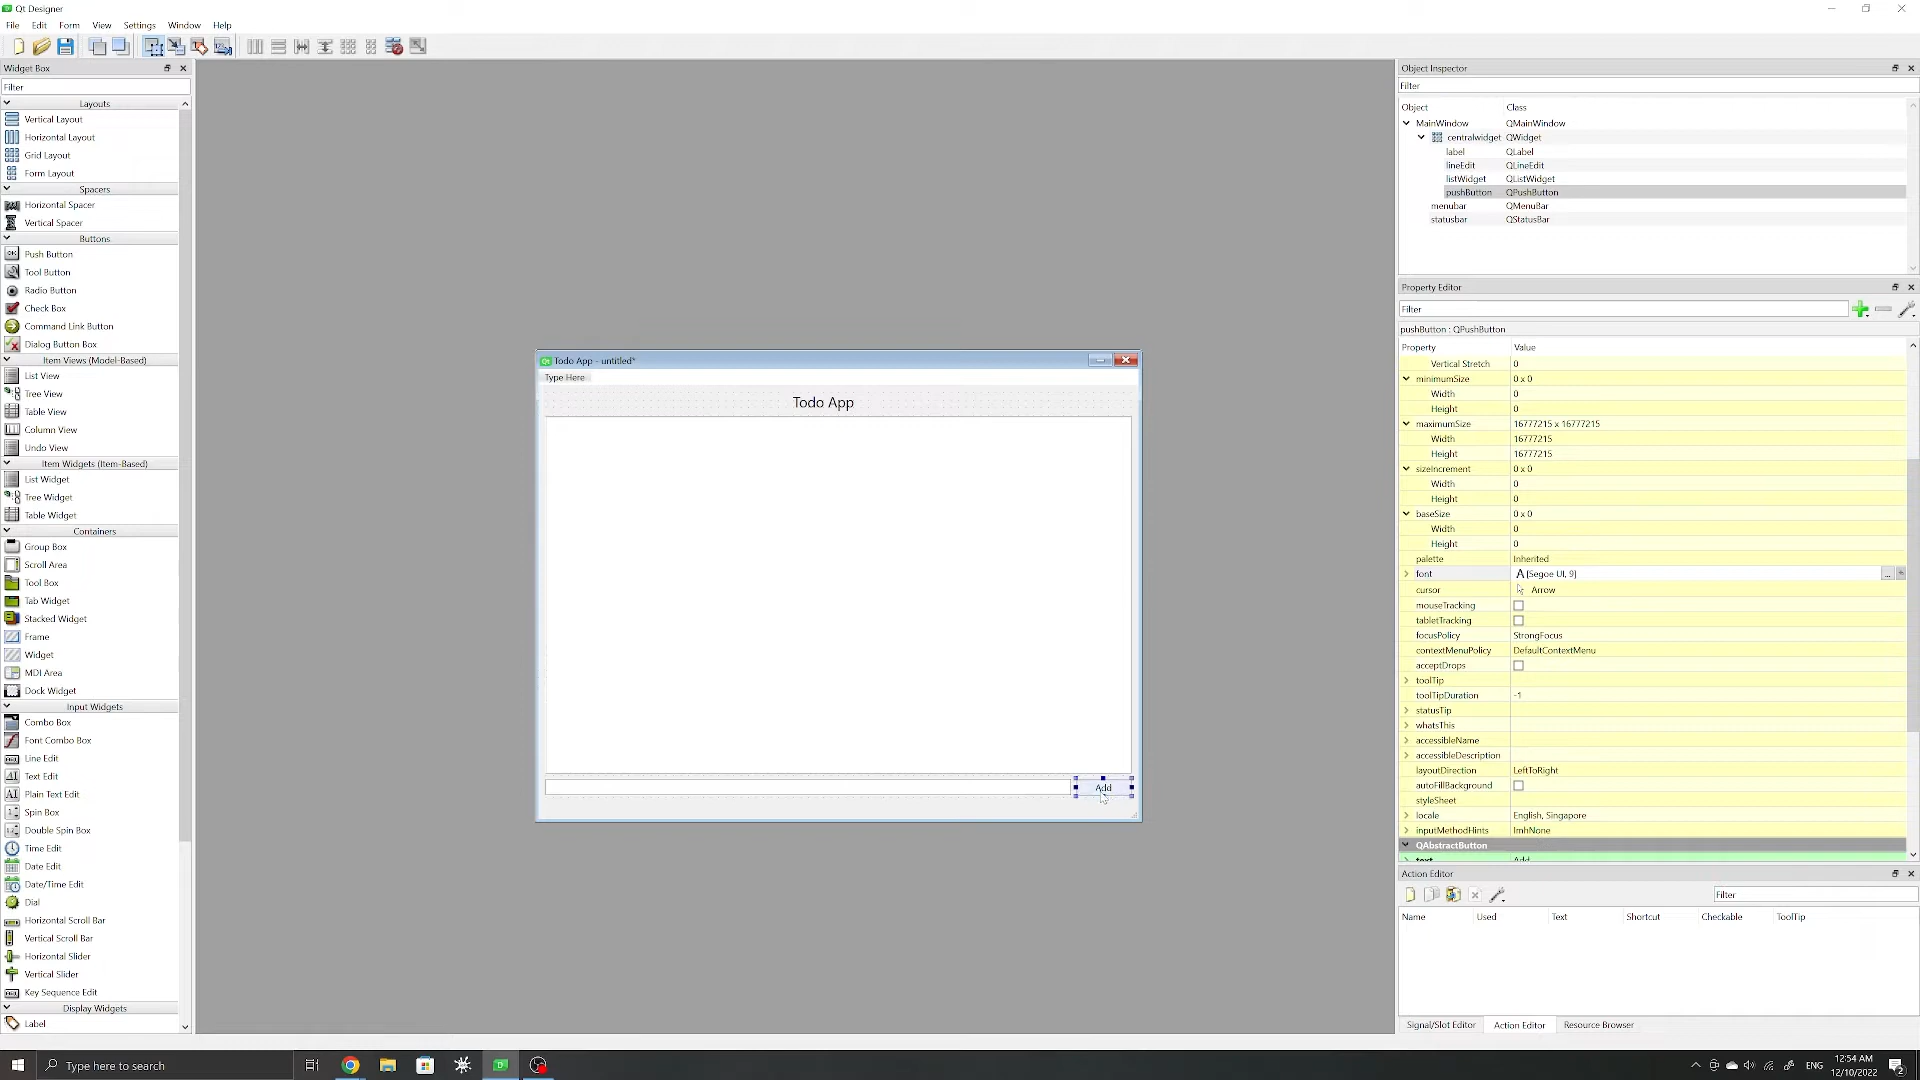 Qt Designer
File Edit Form View Settings Window Help
Widget Box
Filter
Layouts
Vertical Layout
Horizontal Layout
Grid Layout
Form Layout
Spacers
Horizontal Spacer
Vertical Spacer
Buttons
Push Button
Tool Button
Radio Button
Check Box
Command Link Button
Dialog Button Box
Item Views (Model-Based)
List View
Tree View
Table View
Column View
Undo View
Item Widgets (Item-Based)
List Widget
Tree Widget
Table Widget
Containers
Group Box
Scroll Area
Tool Box
Tab Widget
Stacked Widget
Frame
Widget
MDI Area
Dock Widget
Input Widgets
Combo Box
Font Combo Box
Line Edit
Text Edit
Plain Text Edit
Spin Box
Double Spin Box
Time Edit
Date Edit
Date/Time Edit
Dial
Horizontal Scroll Bar
Vertical Scroll Bar
Horizontal Slider
Vertical Slider
Key Sequence Edit
Display Widgets
Label
Todo App - untitled*
Type Here
Todo App
Add
Object Inspector
Filter
Object Class
MainWindow QMainWindow
centralwidget QWidget
label QLabel
lineEdit QLineEdit
listWidget QListWidget
pushButton QPushButton
menubar QMenuBar
statusbar QStatusBar
Property Editor
Filter
pushButton : QPushButton
Property Value
Vertical Stretch 0
minimumSize 0 x 0
Width 0
Height 0
maximumSize 16777215 x 16777215
Width 16777215
Height 16777215
sizeIncrement 0 x 0
Width 0
Height 0
baseSize 0 x 0
Width 0
Height 0
palette Inherited
font A [Segoe UI, 9] ...
cursor Arrow
mouseTracking
tabletTracking
focusPolicy StrongFocus
contextMenuPolicy DefaultContextMenu
acceptDrops
toolTip
toolTipDuration -1
statusTip
whatsThis
accessibleName
accessibleDescription
layoutDirection LeftToRight
autoFillBackground
styleSheet
locale English, Singapore
inputMethodHints ImhNone
QAbstractButton
text Add
Action Editor
Filter
Name Used Text Shortcut Checkable ToolTip
Signal/Slot Editor Action Editor Resource Browser
Type here to search
ENG
12:54 AM
12/10/2022